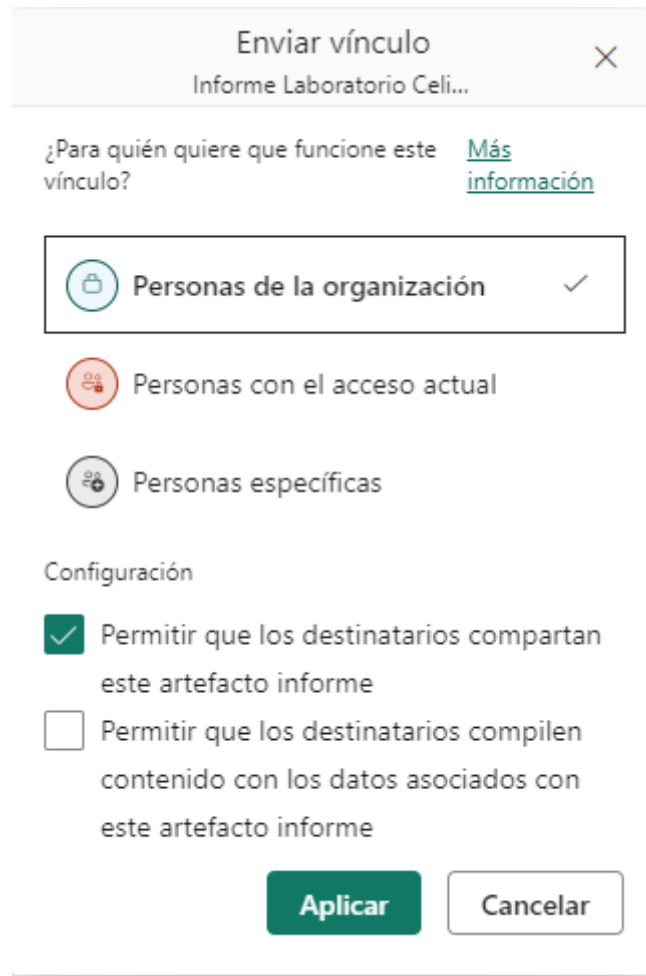 Enviar vínculo
Informe Laboratorio Celi...
¿Para quién quiere que funcione este
vínculo?
Más
información
Personas de la organización
Personas con el acceso actual
Personas específicas
Configuración
Permitir que los destinatarios compartan
este artefacto informe
Permitir que los destinatarios compilen
contenido con los datos asociados con
este artefacto informe
Aplicar
Cancelar